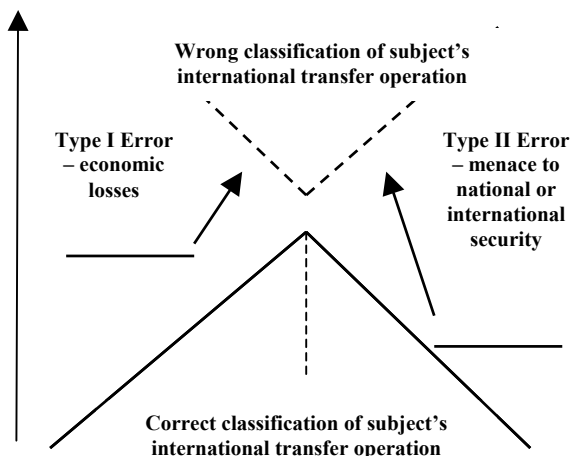 Wrong classification of subject's
international transfer operation
Type I Error
– economic
losses
Type II Error
– menace to
national or
international
security
Correct classification of subject's
international transfer operation